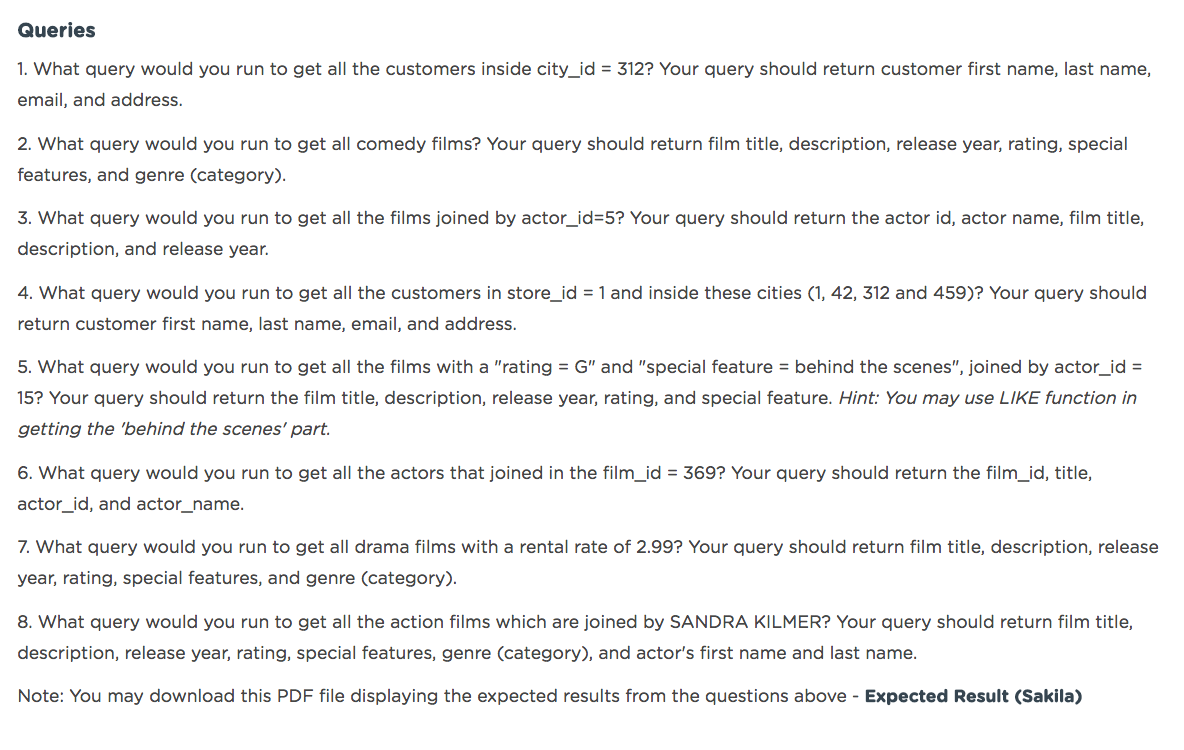 Queries
1. What query would you run to get all the customers inside city_id = 312? Your query should return customer first name, last name,
email, and address.
2. What query would you run to get all comedy films? Your query should return film title, description, release year, rating, special
features, and genre (category).
3. What query would you run to get all the films joined by actor_id=5? Your query should return the actor id, actor name, film title,
description, and release year.
4. What query would you run to get all the customers in store_id = 1 and inside these cities (1, 42, 312 and 459)? Your query should
return customer first name, last name, email, and address.
5. What query would you run to get all the films with a "rating = G" and "special feature = behind the scenes", joined by actor_id =
15? Your query should return the film title, description, release year, rating, and special feature. Hint: You may use LIKE function in
getting the 'behind the scenes' part.
6. What query would you run to get all the actors that joined in the film_id = 369? Your query should return the film_id, title,
actor_id, and actor_name.
7. What query would you run to get all drama films with a rental rate of 2.99? Your query should return film title, description, release
year, rating, special features, and genre (category).
8. What query would you run to get all the action films which are joined by SANDRA KILMER? Your query should return film title,
description, release year, rating, special features, genre (category), and actor's first name and last name.
Note: You may download this PDF file displaying the expected results from the questions above - Expected Result (Sakila)